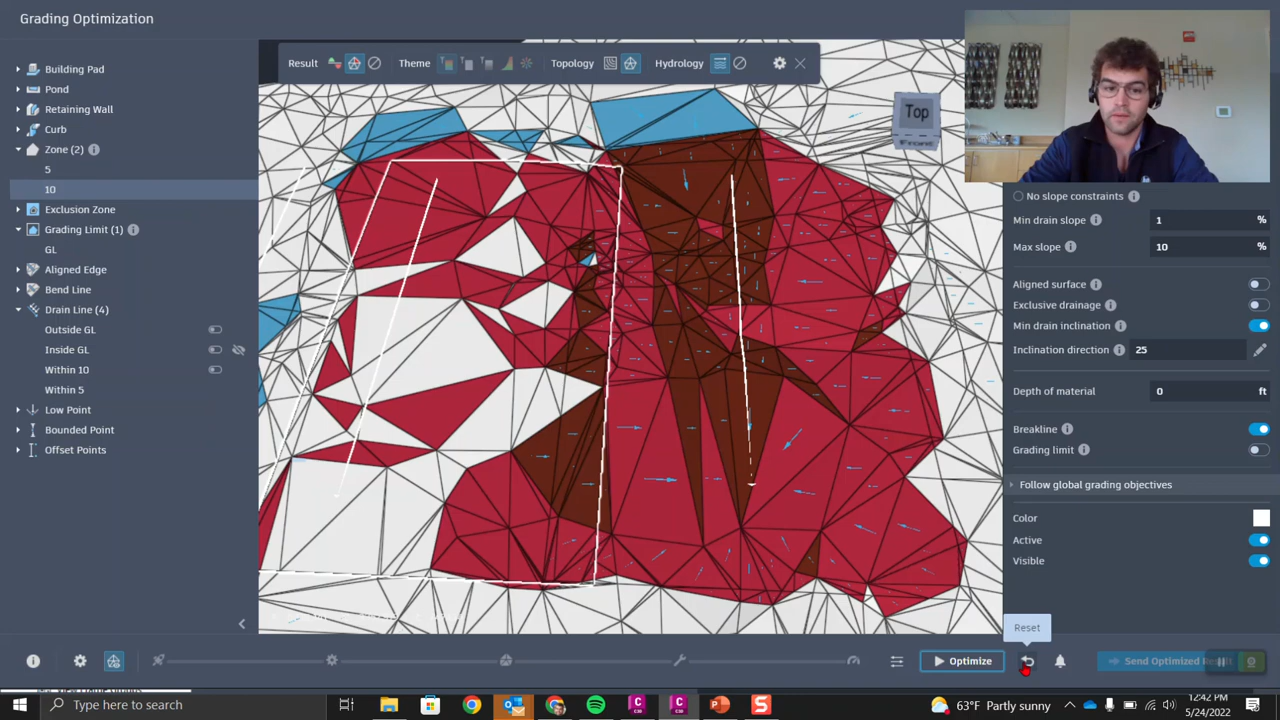 Grading Optimization
Building Pad
Pond
Retaining Wall
Curb
Zone (2)
5
10
Exclusion Zone
Grading Limit (1)
GL
Aligned Edge
Bend Line
Drain Line (4)
Outside GL
Inside GL
Within 10
Within 5
Low Point
Bounded Point
Offset Points
Result
Theme
Topology
Hydrology
Top
Front
No slope constraints
Min drain slope 1 %
Max slope 10 %
Aligned surface
Exclusive drainage
Min drain inclination
Inclination direction 25
Depth of material 0 ft
Breakline
Grading limit
Follow global grading objectives
Color
Active
Visible
Reset
Optimize
Send Optimized
Type here to search
63°F Partly sunny
12:42 PM
5/24/2022